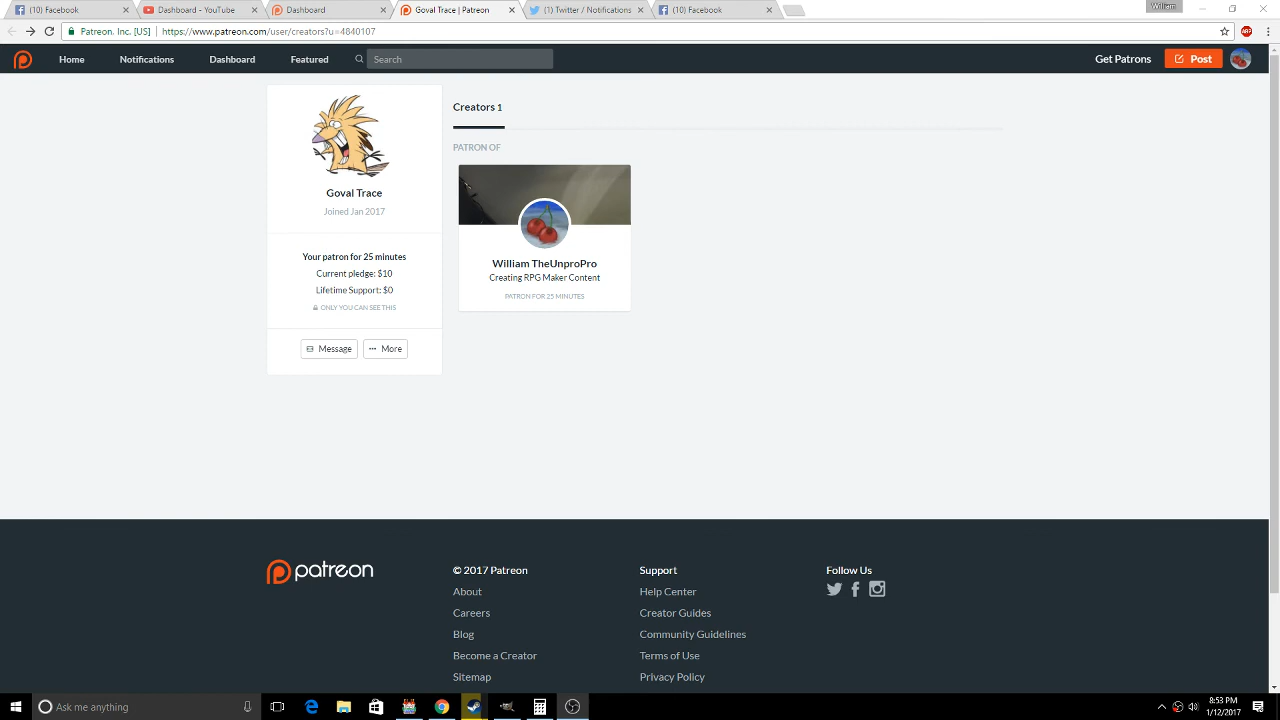 (10) Facebook
Dashboard - YouTube
Dashboard
Goval Trace | Patreon
(1) Twitter / Notifications
(10) Facebook
William
Patreon, Inc. [US]
https://www.patreon.com/user/creators?u=4840107
ABP
Home
Notifications
Dashboard
Featured
Search
Get Patrons
Post
Goval Trace
Joined Jan 2017
Your patron for 25 minutes
Current pledge: $10
Lifetime Support: $0
ONLY YOU CAN SEE THIS
Message
More
Creators 1
PATRON OF
William TheUnproPro
Creating RPG Maker Content
PATRON FOR 25 MINUTES
patreon
© 2017 Patreon
About
Careers
Blog
Become a Creator
Sitemap
Support
Help Center
Creator Guides
Community Guidelines
Terms of Use
Privacy Policy
Follow Us
Ask me anything
8:53 PM
1/12/2017